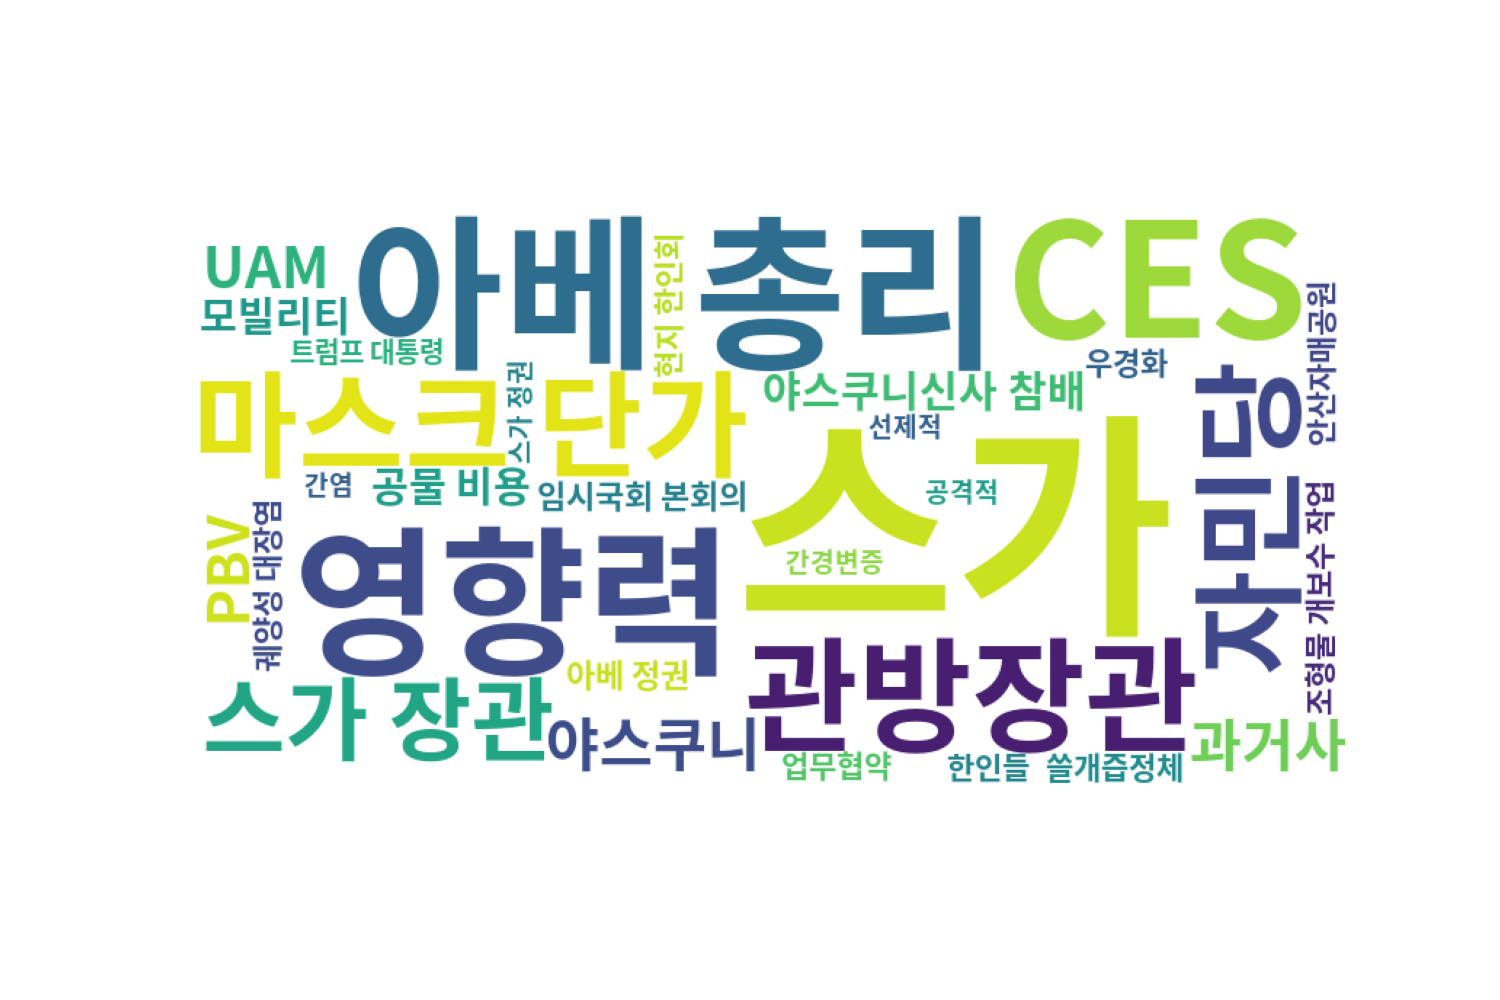 아베 총리
CES
UAM
모빌리티
트럼프 대통령
현지 한인회
안산자매공원
우경화
마스크단가
스가 정권
야스쿠니신사 참배
선제적
스가
자민당
간염
공물 비용
임시국회 본회의
공격적
PBV
궤양성 대장염
영향력
간경변증
조형물 개보수 작업
관방장관
아베 정권
스가 장관
야스쿠니
과거사
업무협약
한인들
쓸개즙정체